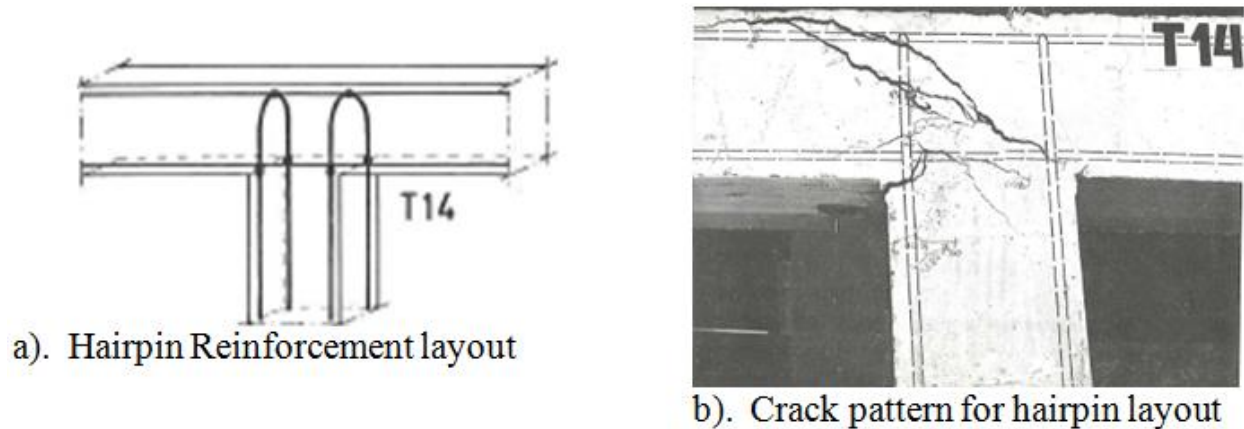 T14
T14
a). Hairpin Reinforcement layout
b). Crack pattern for hairpin layout